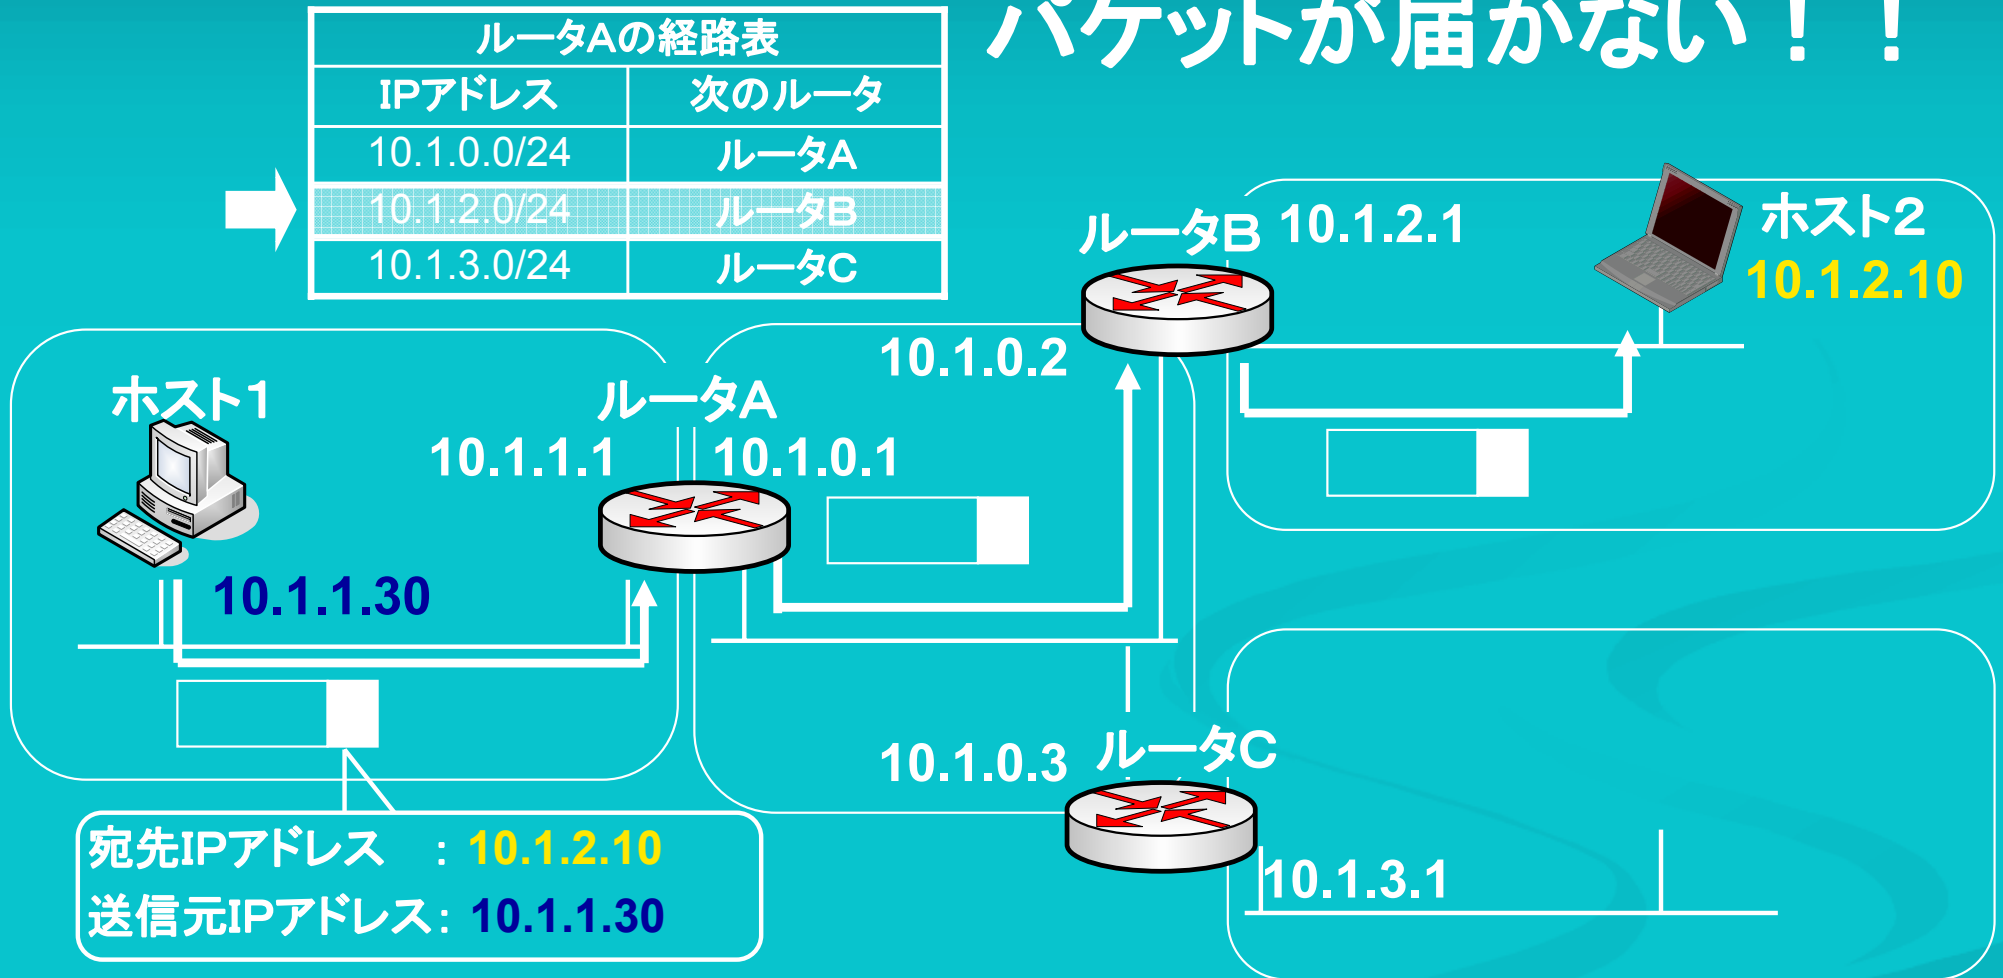 パケットが届かない！！
ルータAの経路表
IPアドレス 次のルータ
10.1.0.0/24 ルータA
10.1.2.0/24 ルータB
10.1.3.0/24 ルータC
ルータB 10.1.2.1
ホスト2
10.1.2.10
10.1.0.2
ホスト1
ルータA
10.1.1.1 10.1.0.1
10.1.1.30
10.1.0.3 ルータC
10.1.3.1
宛先IPアドレス ：10.1.2.10
送信元IPアドレス：10.1.1.30